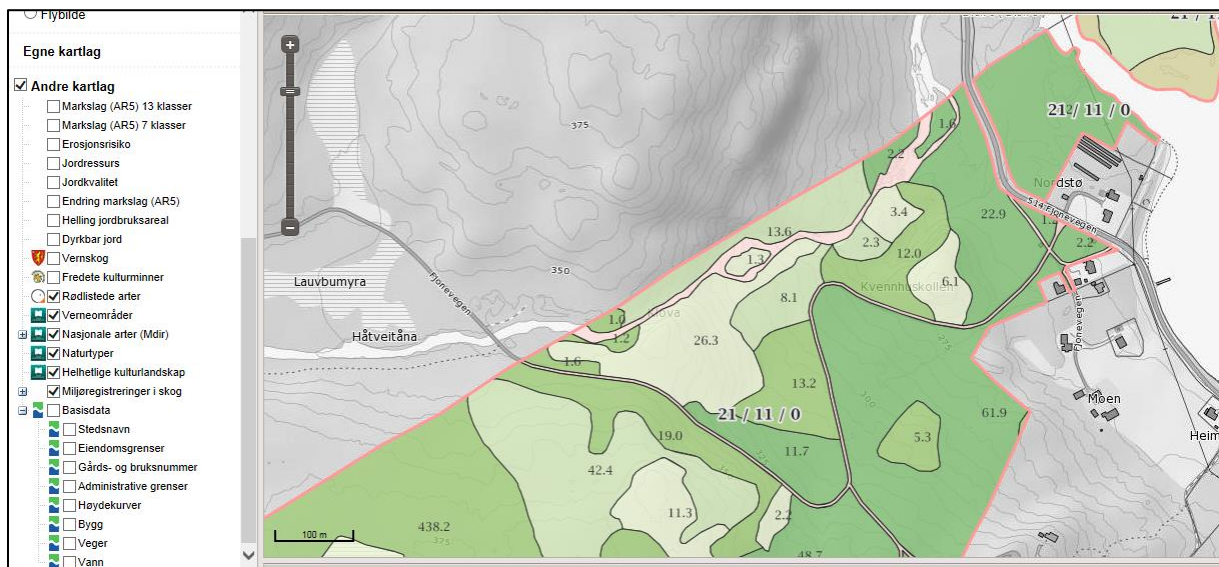 Flybilde
Egne kartlag
Andre kartlag
Markslag (AR5) 13 klasser
Markslag (AR5) 7 klasser
Erosjonsrisiko
Jordressurs
Jordkvalitet
Endring markslag (AR5)
Helling jordbruksareal
Dyrkbar jord
Vernskog
Fredete kulturminner
Rødlistede arter
Verneområder
Nasjonale arter (Mdir)
Naturtyper
Helhetlige kulturlandskap
Miljøregistreringer i skog
Basisdata
Stedsnavn
Eiendomsgrenser
Gårds- og bruksnummer
Administrative grenser
Høydekurver
Bygg
Veger
Vann
375
21 / 11 / 0
1.6
2.2
Nordstø
514 Fjonevegen
3.4
22.9
13.6
2.3
12.0
2.2
1.3
350
6.1
Lauvbumyra
Fjonevegen
8.1
Kvennhuskollen
Fjonevegen
1.0
Håtveitåna
1.2
26.3
275
1.6
13.2
300
Moen
21 / 11 / 0
61.9
19.0
5.3
Heim
11.7
325
42.4
11.3
2.2
438.2
100 m
375
48.7